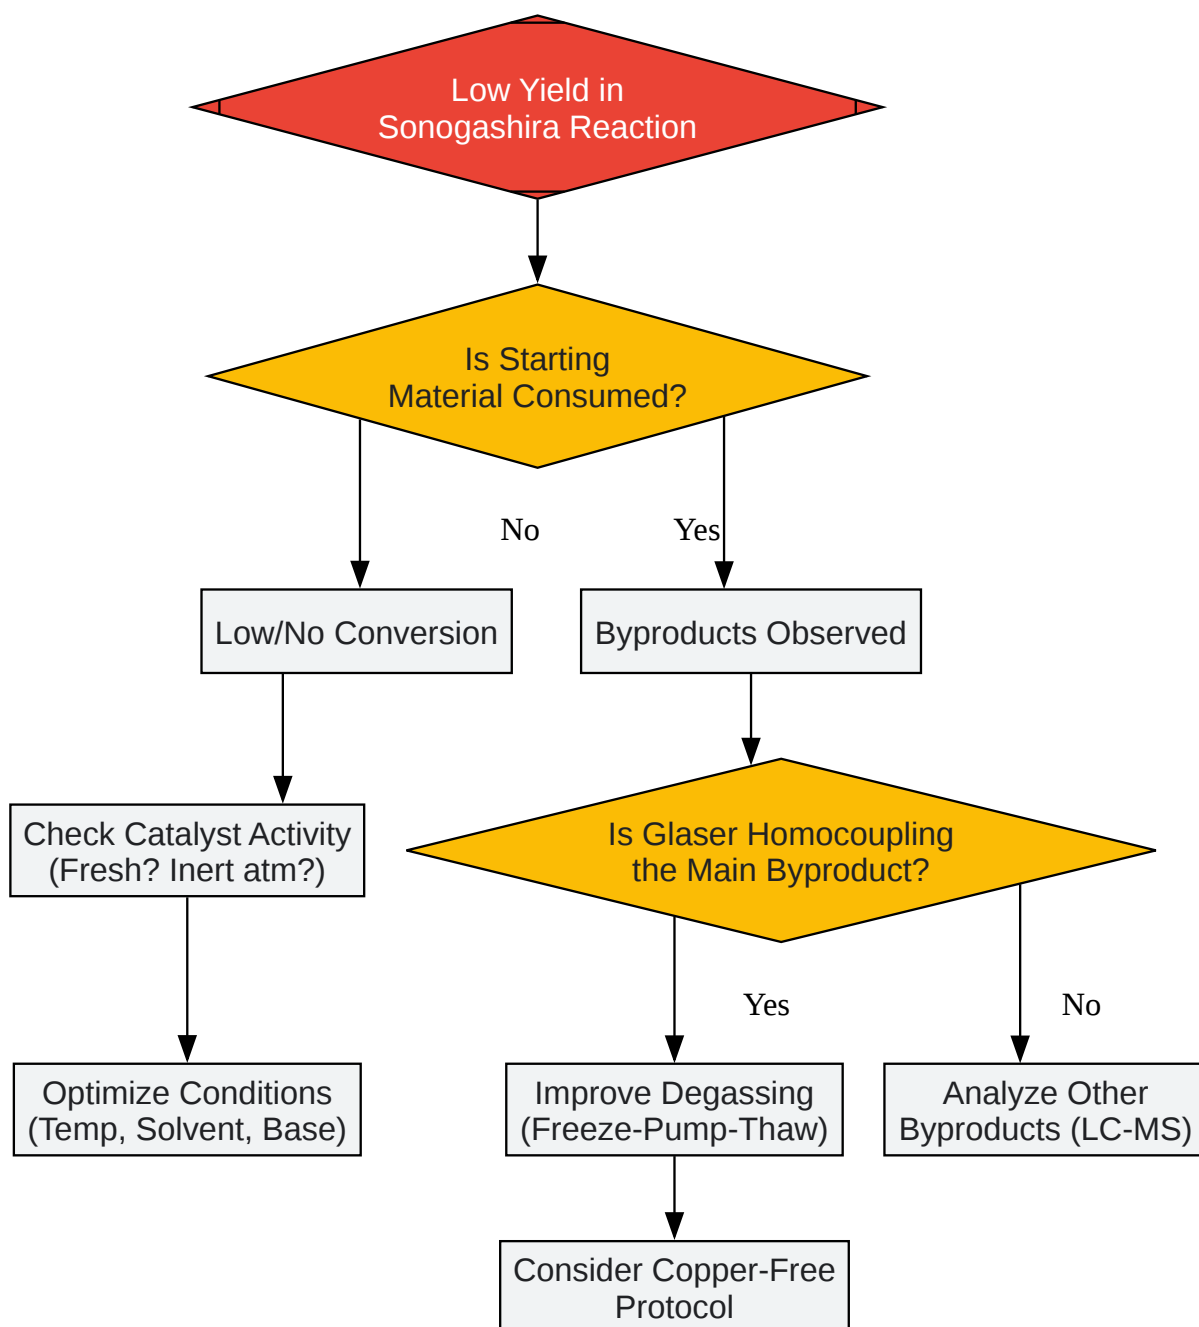 Low Yield in
Sonogashira Reaction
Is Starting
Material Consumed?
No
Yes
Low/No Conversion
Byproducts Observed
Check Catalyst Activity
(Fresh? Inert atm?)
Is Glaser Homocoupling
the Main Byproduct?
Yes
No
Optimize Conditions
(Temp, Solvent, Base)
Improve Degassing
(Freeze-Pump-Thaw)
Analyze Other
Byproducts (LC-MS)
Consider Copper-Free
Protocol